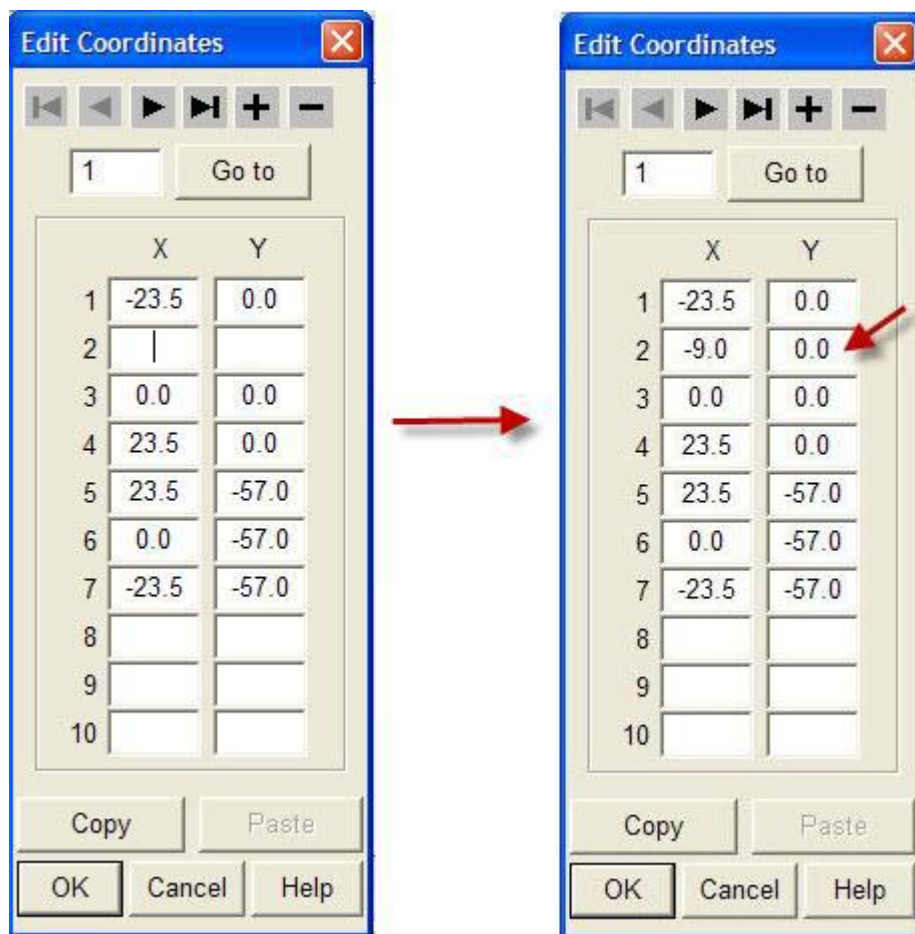 Edit Coordinates
1 Go to
X Y
1 -23.5 0.0
2
3 0.0 0.0
4 23.5 0.0
5 23.5 -57.0
6 0.0 -57.0
7 -23.5 -57.0
8
9
10
Copy Paste
OK Cancel Help
Edit Coordinates
1 Go to
X Y
1 -23.5 0.0
2 -9.0 0.0
3 0.0 0.0
4 23.5 0.0
5 23.5 -57.0
6 0.0 -57.0
7 -23.5 -57.0
8
9
10
Copy Paste
OK Cancel Help